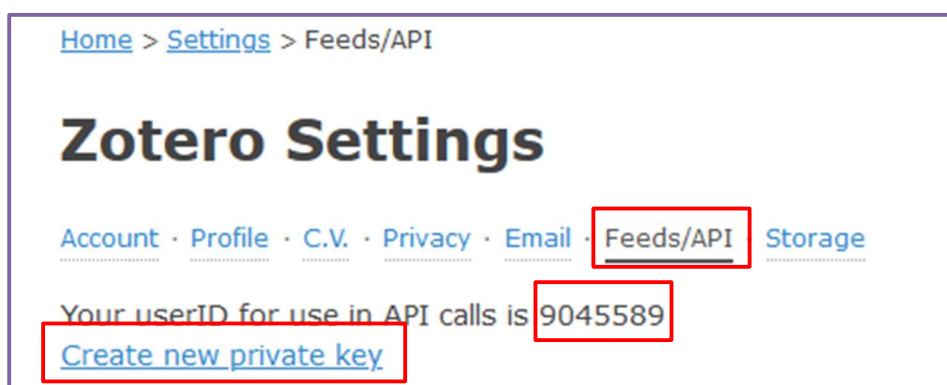 Home > Settings > Feeds/API
Zotero Settings
Account · Profile · C.V. · Privacy · Email · Feeds/API · Storage
Your userID for use in API calls is 9045589
Create new private key